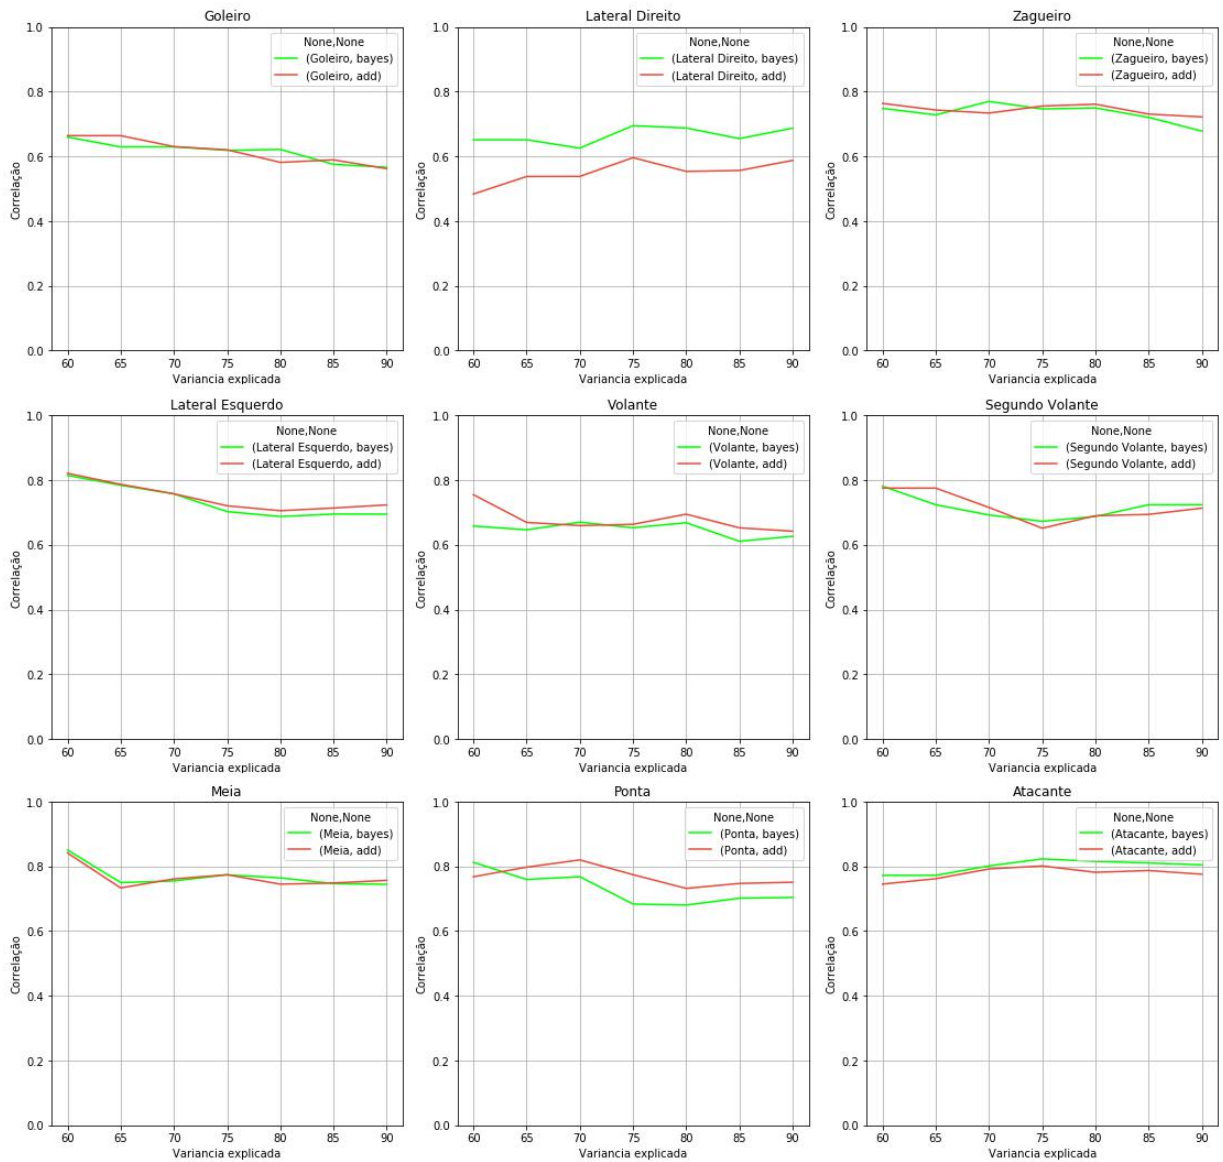 Goleiro
None,None
(Goleiro, bayes)
(Goleiro, add)
1.0
0.8
0.6
0.4
0.2
0.0
Correlação
60 65 70 75 80 85 90
Variancia explicada
Lateral Direito
None,None
(Lateral Direito, bayes)
(Lateral Direito, add)
1.0
0.8
0.6
0.4
0.2
0.0
Correlação
60 65 70 75 80 85 90
Variancia explicada
Zagueiro
None,None
(Zagueiro, bayes)
(Zagueiro, add)
1.0
0.8
0.6
0.4
0.2
0.0
Correlação
60 65 70 75 80 85 90
Variancia explicada
Lateral Esquerdo
None,None
(Lateral Esquerdo, bayes)
(Lateral Esquerdo, add)
1.0
0.8
0.6
0.4
0.2
0.0
Correlação
60 65 70 75 80 85 90
Variancia explicada
Volante
None,None
(Volante, bayes)
(Volante, add)
1.0
0.8
0.6
0.4
0.2
0.0
Correlação
60 65 70 75 80 85 90
Variancia explicada
Segundo Volante
None,None
(Segundo Volante, bayes)
(Segundo Volante, add)
1.0
0.8
0.6
0.4
0.2
0.0
Correlação
60 65 70 75 80 85 90
Variancia explicada
Meia
None,None
(Meia, bayes)
(Meia, add)
1.0
0.8
0.6
0.4
0.2
0.0
Correlação
60 65 70 75 80 85 90
Variancia explicada
Ponta
None,None
(Ponta, bayes)
(Ponta, add)
1.0
0.8
0.6
0.4
0.2
0.0
Correlação
60 65 70 75 80 85 90
Variancia explicada
Atacante
None,None
(Atacante, bayes)
(Atacante, add)
1.0
0.8
0.6
0.4
0.2
0.0
Correlação
60 65 70 75 80 85 90
Variancia explicada